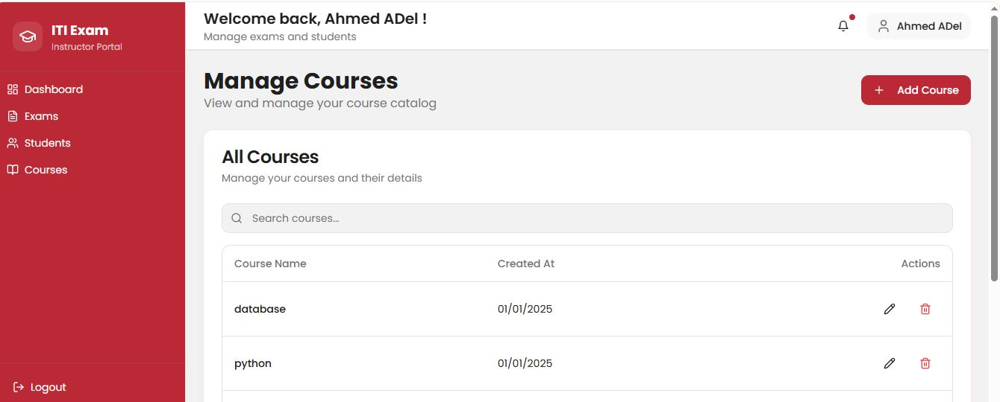 ITI Exam
Instructor Portal
Dashboard
Exams
Students
Courses
Logout
Welcome back, Ahmed ADel !
Manage exams and students
Ahmed ADel
Manage Courses
View and manage your course catalog
Add Course
All Courses
Manage your courses and their details
Search courses...
Course Name Created At Actions
database 01/01/2025
python 01/01/2025